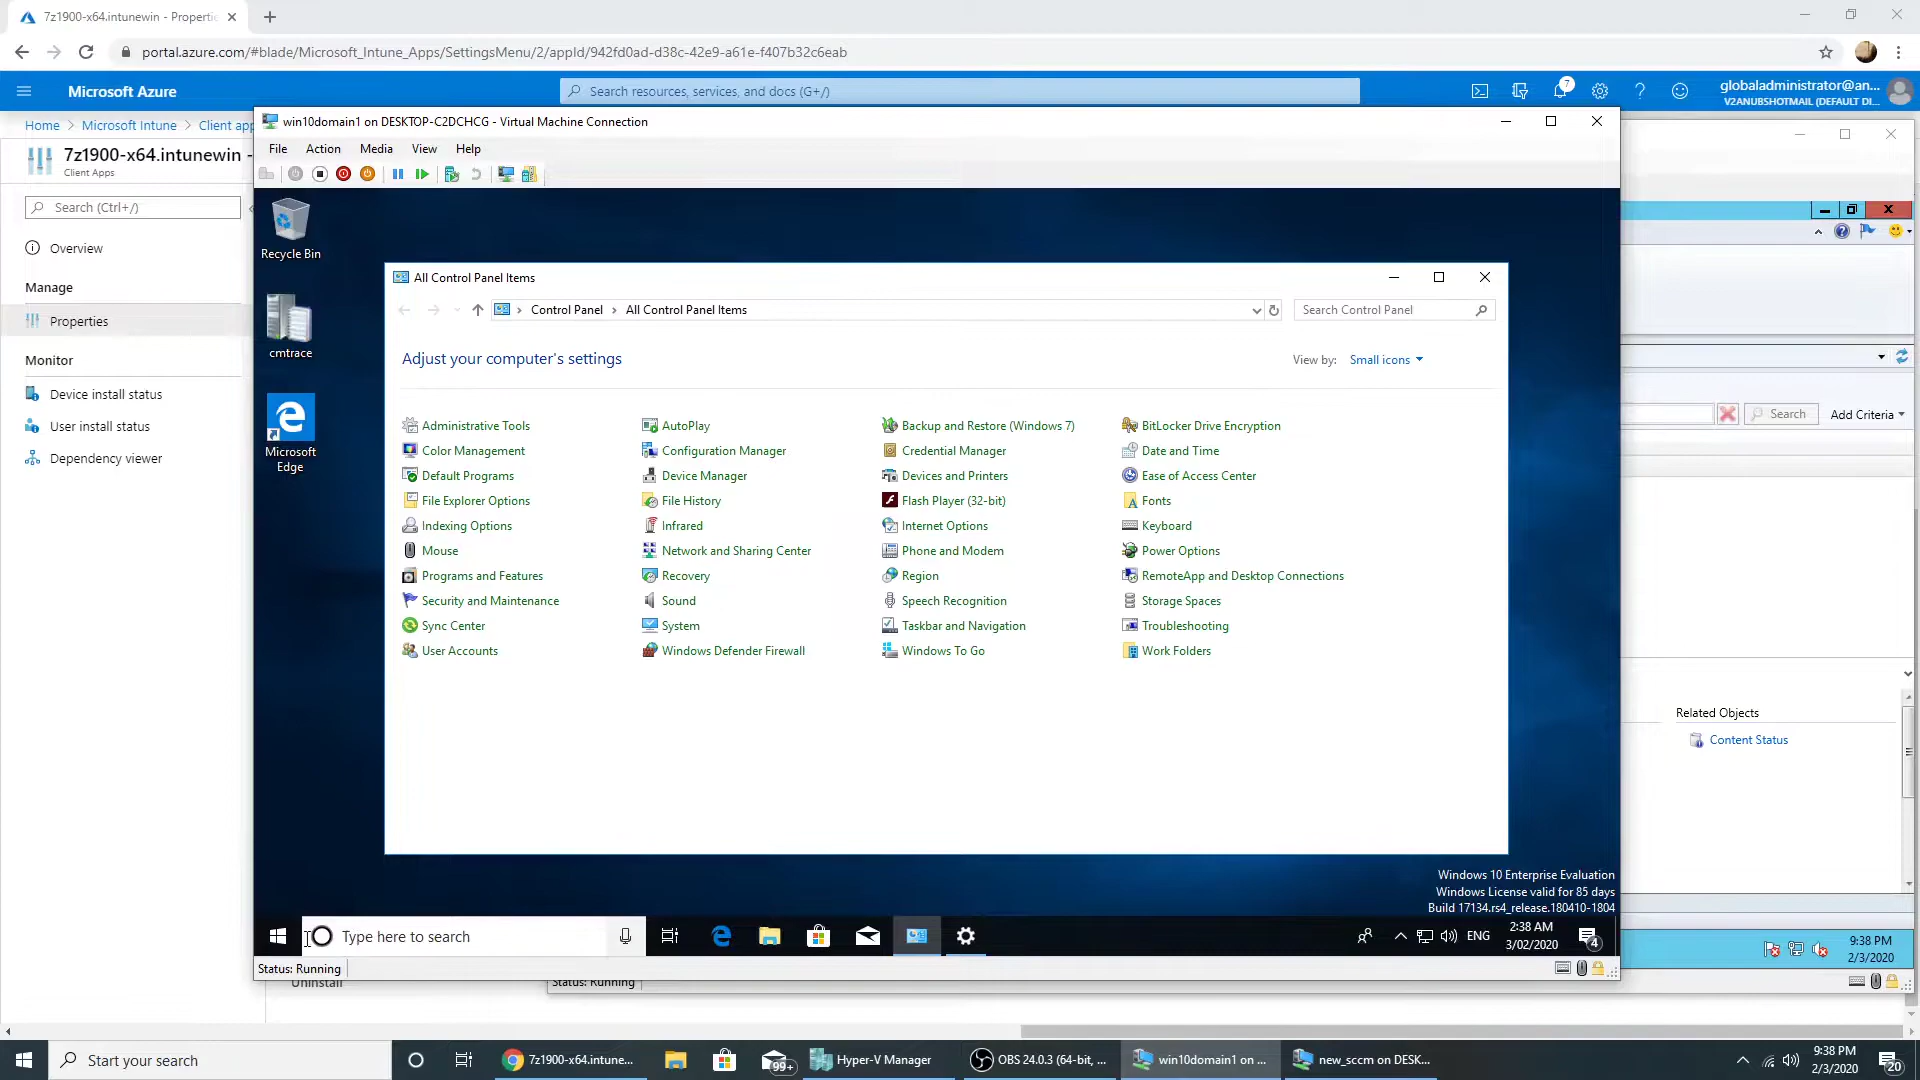 7z1900-x64.intunewin - Properti
portal.azure.com/#blade/Microsoft_Intune_Apps/SettingsMenu/2/appId/942fd0ad-d38c-42e9-a61e-f407b32c6eab
Microsoft Azure
Search resources, services, and docs (G+/)
7
globaladministrator@an...
V2ANUBSHOTMAIL (DEFAULT DI...
Home > Microsoft Intune > Client app
7z1900-x64.intunewin -
Client Apps
Search (Ctrl+/)
Overview
Manage
Properties
Monitor
Device install status
User install status
Dependency viewer
win10domain1 on DESKTOP-C2DCHCG - Virtual Machine Connection
File Action Media View Help
Recycle Bin
cmtrace
Microsoft
Edge
All Control Panel Items
Control Panel > All Control Panel Items
Search Control Panel
Adjust your computer's settings
View by: Small icons
Administrative Tools
AutoPlay
Backup and Restore (Windows 7)
BitLocker Drive Encryption
Color Management
Configuration Manager
Credential Manager
Date and Time
Default Programs
Device Manager
Devices and Printers
Ease of Access Center
File Explorer Options
File History
Flash Player (32-bit)
Fonts
Indexing Options
Infrared
Internet Options
Keyboard
Mouse
Network and Sharing Center
Phone and Modem
Power Options
Programs and Features
Recovery
Region
RemoteApp and Desktop Connections
Security and Maintenance
Sound
Speech Recognition
Storage Spaces
Sync Center
System
Taskbar and Navigation
Troubleshooting
User Accounts
Windows Defender Firewall
Windows To Go
Work Folders
Search
Add Criteria
Related Objects
Content Status
Windows 10 Enterprise Evaluation
Windows License valid for 85 days
Build 17134.rs4_release.180410-1804
Type here to search
ENG
2:38 AM
3/02/2020
4
9:38 PM
2/3/2020
Status: Running
Uninstall
Status: Running
Start your search
7z1900-x64.intune...
99+
Hyper-V Manager
OBS 24.0.3 (64-bit, ...
win10domain1 on ...
new_sccm on DESK...
9:38 PM
2/3/2020
20